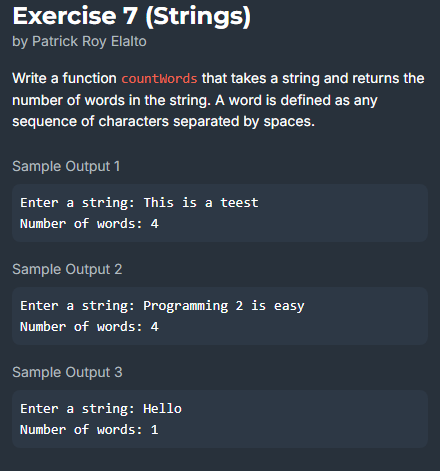 Exercise 7 (Strings)
by Patrick Roy Elalto
Write a function countWords that takes a string and returns the
number of words in the string. A word is defined as any
sequence of characters separated by spaces.
Sample Output 1
Enter a string: This is a teest
Number of words: 4
Sample Output 2
Enter a string: Programming 2 is easy
Number of words: 4
Sample Output 3
Enter a string: Hello
Number of words: 1